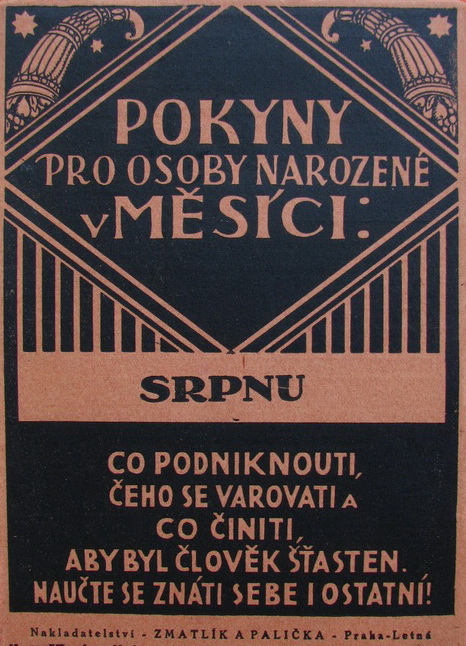 POKYNY
PRO OSOBY NAROZENÉ
V MĚSÍCI:
SRPNU
CO PODNIKNOUTI,
ČEHO SE VAROVATI A
CO ČINITI,
ABY BYL ČLOVĚK ŠŤASTEN.
NAUČTE SE ZNÁTI SEBE I OSTATNÍ!
Nakladatelství - ZMATLÍK A PALIČKA - Praka-Letná